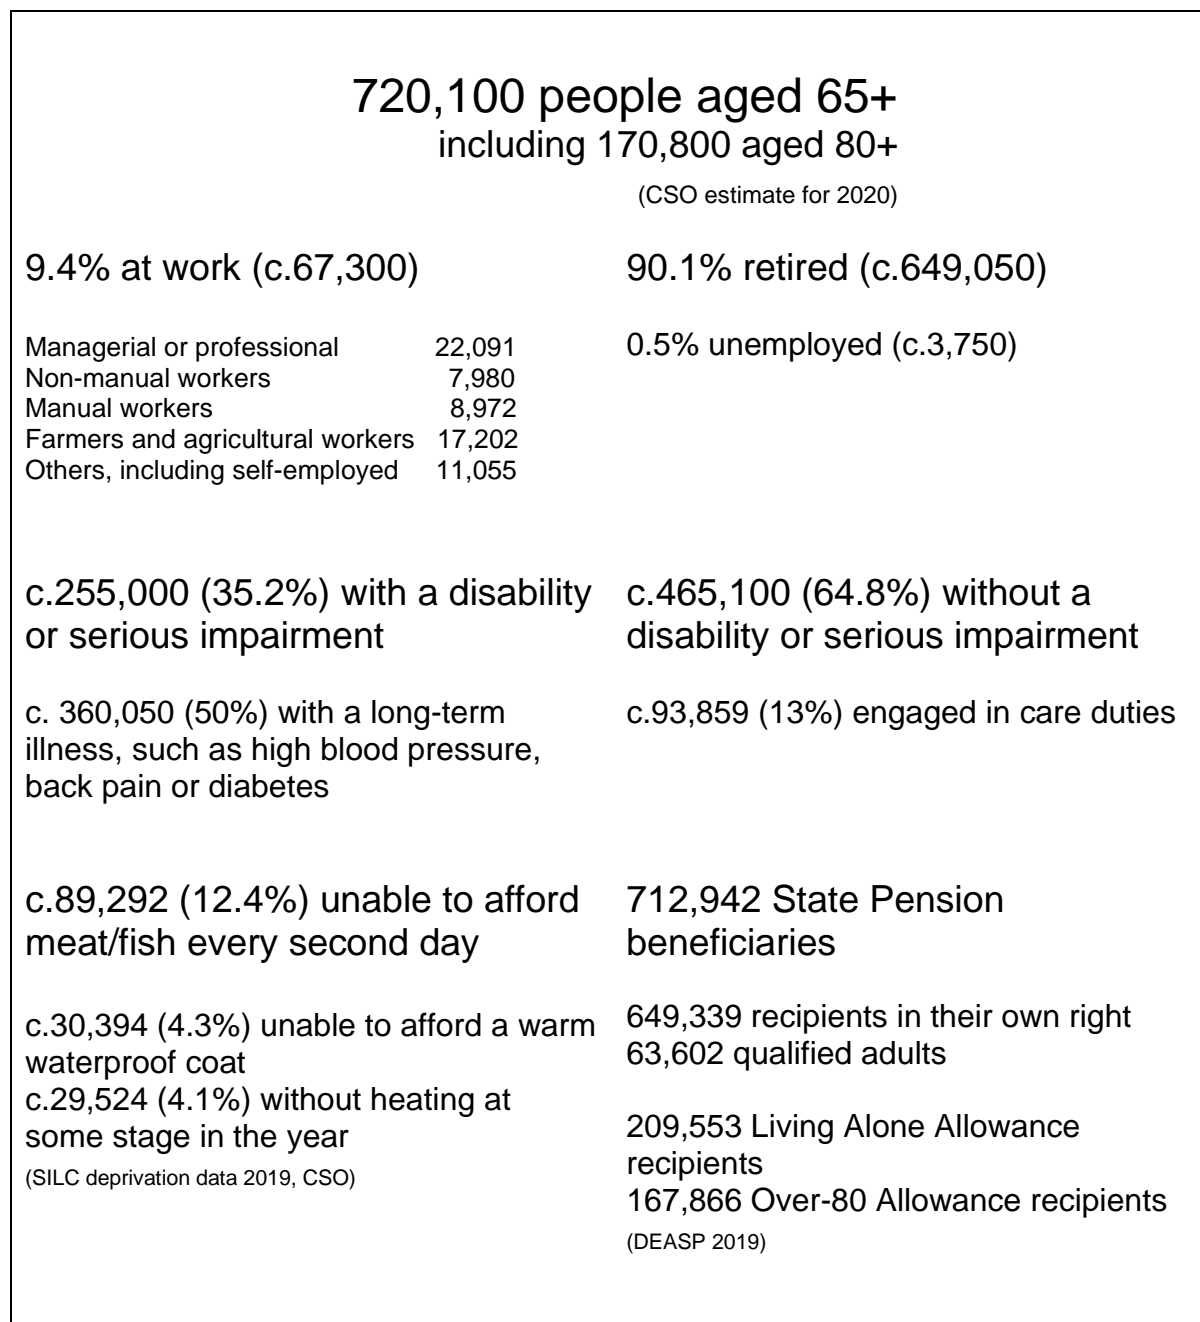 720,100 people aged 65+
including 170,800 aged 80+
(CSO estimate for 2020)
9.4% at work (c.67,300)
Managerial or professional 22,091
Non-manual workers 7,980
Manual workers 8,972
Farmers and agricultural workers 17,202
Others, including self-employed 11,055
90.1% retired (c.649,050)
0.5% unemployed (c.3,750)
c.255,000 (35.2%) with a disability
or serious impairment
c. 360,050 (50%) with a long-term
illness, such as high blood pressure,
back pain or diabetes
c.465,100 (64.8%) without a
disability or serious impairment
c.93,859 (13%) engaged in care duties
c.89,292 (12.4%) unable to afford
meat/fish every second day
c.30,394 (4.3%) unable to afford a warm
waterproof coat
c.29,524 (4.1%) without heating at
some stage in the year
(SILC deprivation data 2019, CSO)
712,942 State Pension
beneficiaries
649,339 recipients in their own right
63,602 qualified adults
209,553 Living Alone Allowance
recipients
167,866 Over-80 Allowance recipients
(DEASP 2019)